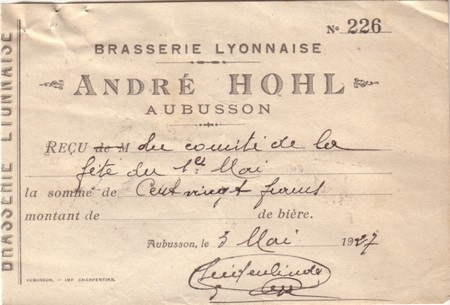 No 226
BRASSERIE LYONNAISE
ANDRÉ HOHL
AUBUSSON
REÇU de M du comité de la
fête du 1er Mai
la somme de Cent vingt francs
montant de de bière.
Aubusson, le 3 Mai 1927
AUBUSSON. – IMP CHARPENTIER.
BRASSERIE LYONNAISE